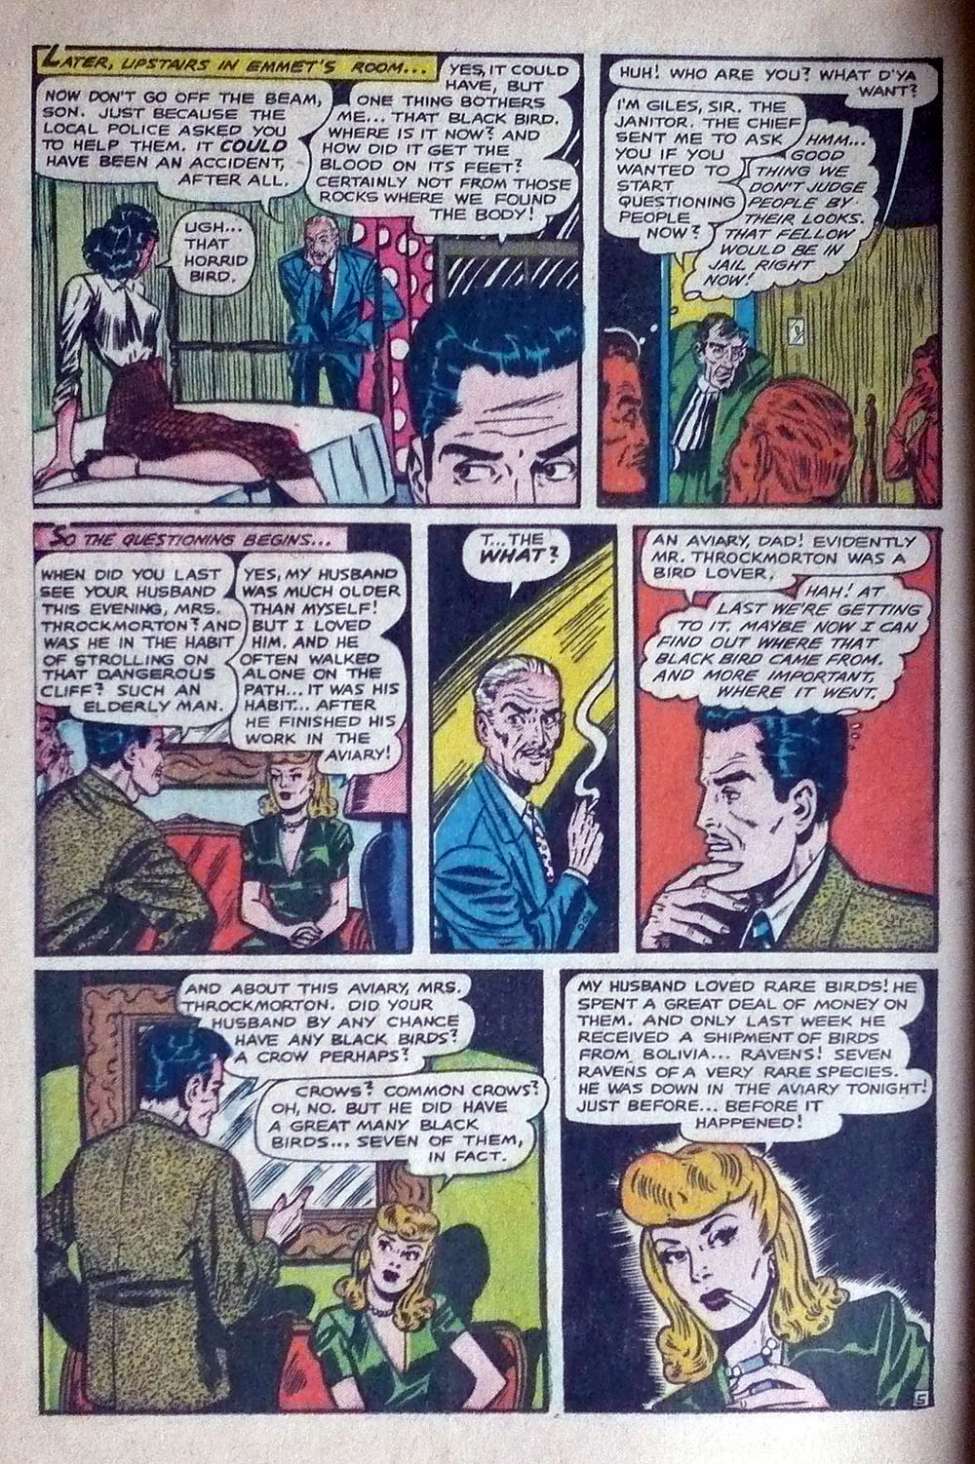 LATER, UPSTAIRS IN EMMET'S ROOM...
NOW DON'T GO OFF THE BEAM,
SON. JUST BECAUSE THE
LOCAL POLICE ASKED YOU
TO HELP THEM. IT COULD
HAVE BEEN AN ACCIDENT,
AFTER ALL.
YES, IT COULD
HAVE, BUT
ONE THING BOTHERS
ME... THAT BLACK BIRD.
WHERE IS IT NOW? AND
HOW DID IT GET THE
BLOOD ON ITS FEET?
CERTAINLY NOT FROM THOSE
ROCKS WHERE WE FOUND
THE BODY!
UGH...
THAT
HORRID
BIRD.
HUH! WHO ARE YOU? WHAT D'YA
WANT?
I'M GILES, SIR. THE
JANITOR. THE CHIEF
SENT ME TO ASK
YOU IF YOU
WANTED TO
START
QUESTIONING
PEOPLE
NOW?
HMM...
GOOD
THING WE
DON'T JUDGE
PEOPLE BY
THEIR LOOKS.
THAT FELLOW
WOULD BE IN
JAIL RIGHT
NOW!
SO THE QUESTIONING BEGINS...
WHEN DID YOU LAST
SEE YOUR HUSBAND
THIS EVENING, MRS.
THROCKMORTON? AND
WAS HE IN THE HABIT
OF STROLLING ON
THAT DANGEROUS
CLIFF? SUCH AN
ELDERLY MAN.
YES, MY HUSBAND
WAS MUCH OLDER
THAN MYSELF!
BUT I LOVED
HIM. AND HE
OFTEN WALKED
ALONE ON THE
PATH... IT WAS HIS
HABIT... AFTER
HE FINISHED HIS
WORK IN THE
AVIARY!
T...THE
WHAT?
AN AVIARY, DAD! EVIDENTLY
MR. THROCKMORTON WAS A
BIRD LOVER.
HAH! AT
LAST WE'RE GETTING
TO IT. MAYBE NOW I CAN
FIND OUT WHERE THAT
BLACK BIRD CAME FROM.
AND MORE IMPORTANT,
WHERE IT WENT.
AND ABOUT THIS AVIARY, MRS.
THROCKMORTON. DID YOUR
HUSBAND BY ANY CHANCE
HAVE ANY BLACK BIRDS?
A CROW PERHAPS?
CROWS? COMMON CROWS?
OH, NO. BUT HE DID HAVE
A GREAT MANY BLACK
BIRDS... SEVEN OF THEM,
IN FACT.
MY HUSBAND LOVED RARE BIRDS! HE
SPENT A GREAT DEAL OF MONEY ON
THEM. AND ONLY LAST WEEK HE
RECEIVED A SHIPMENT OF BIRDS
FROM BOLIVIA... RAVENS! SEVEN
RAVENS OF A VERY RARE SPECIES.
HE WAS DOWN IN THE AVIARY TONIGHT!
JUST BEFORE... BEFORE IT
HAPPENED!
5